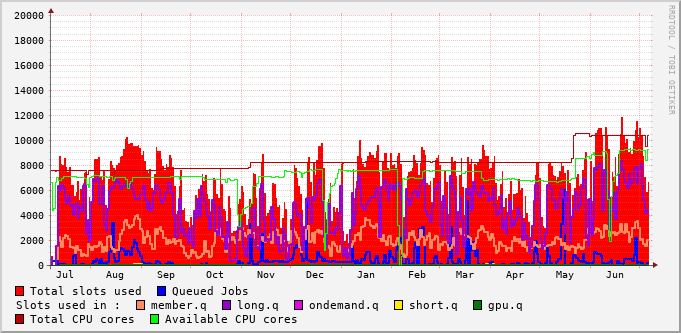 20000
18000
16000
14000
12000
10000
8000
6000
4000
2000
0
Jul Aug Sep Oct Nov Dec Jan Feb Mar Apr May Jun
RRDTOOL / TOBI OETIKER
Total slots used Queued Jobs
Slots used in : member.q long.q ondemand.q short.q gpu.q
Total CPU cores Available CPU cores